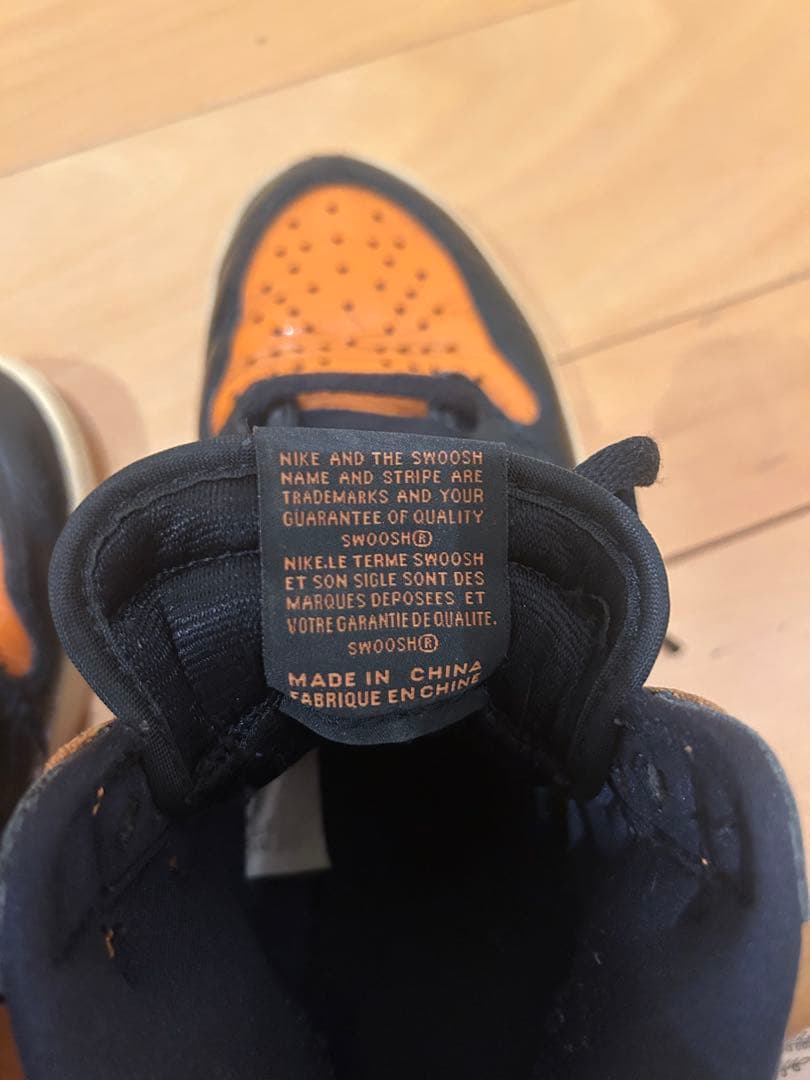 NIKE AND THE SWOOSH
NAME AND STRIPE ARE
TRADEMARKS AND YOUR
GUARANTEE OF QUALITY
SWOOSH®
NIKE.LE TERME SWOOSH
ET SON SIGLE SONT DES
MARQUES DEPOSEES ET
VOTRE GARANTIE DE QUALITE.
SWOOSH®
MADE IN CHINA
FABRIQUE EN CHINE